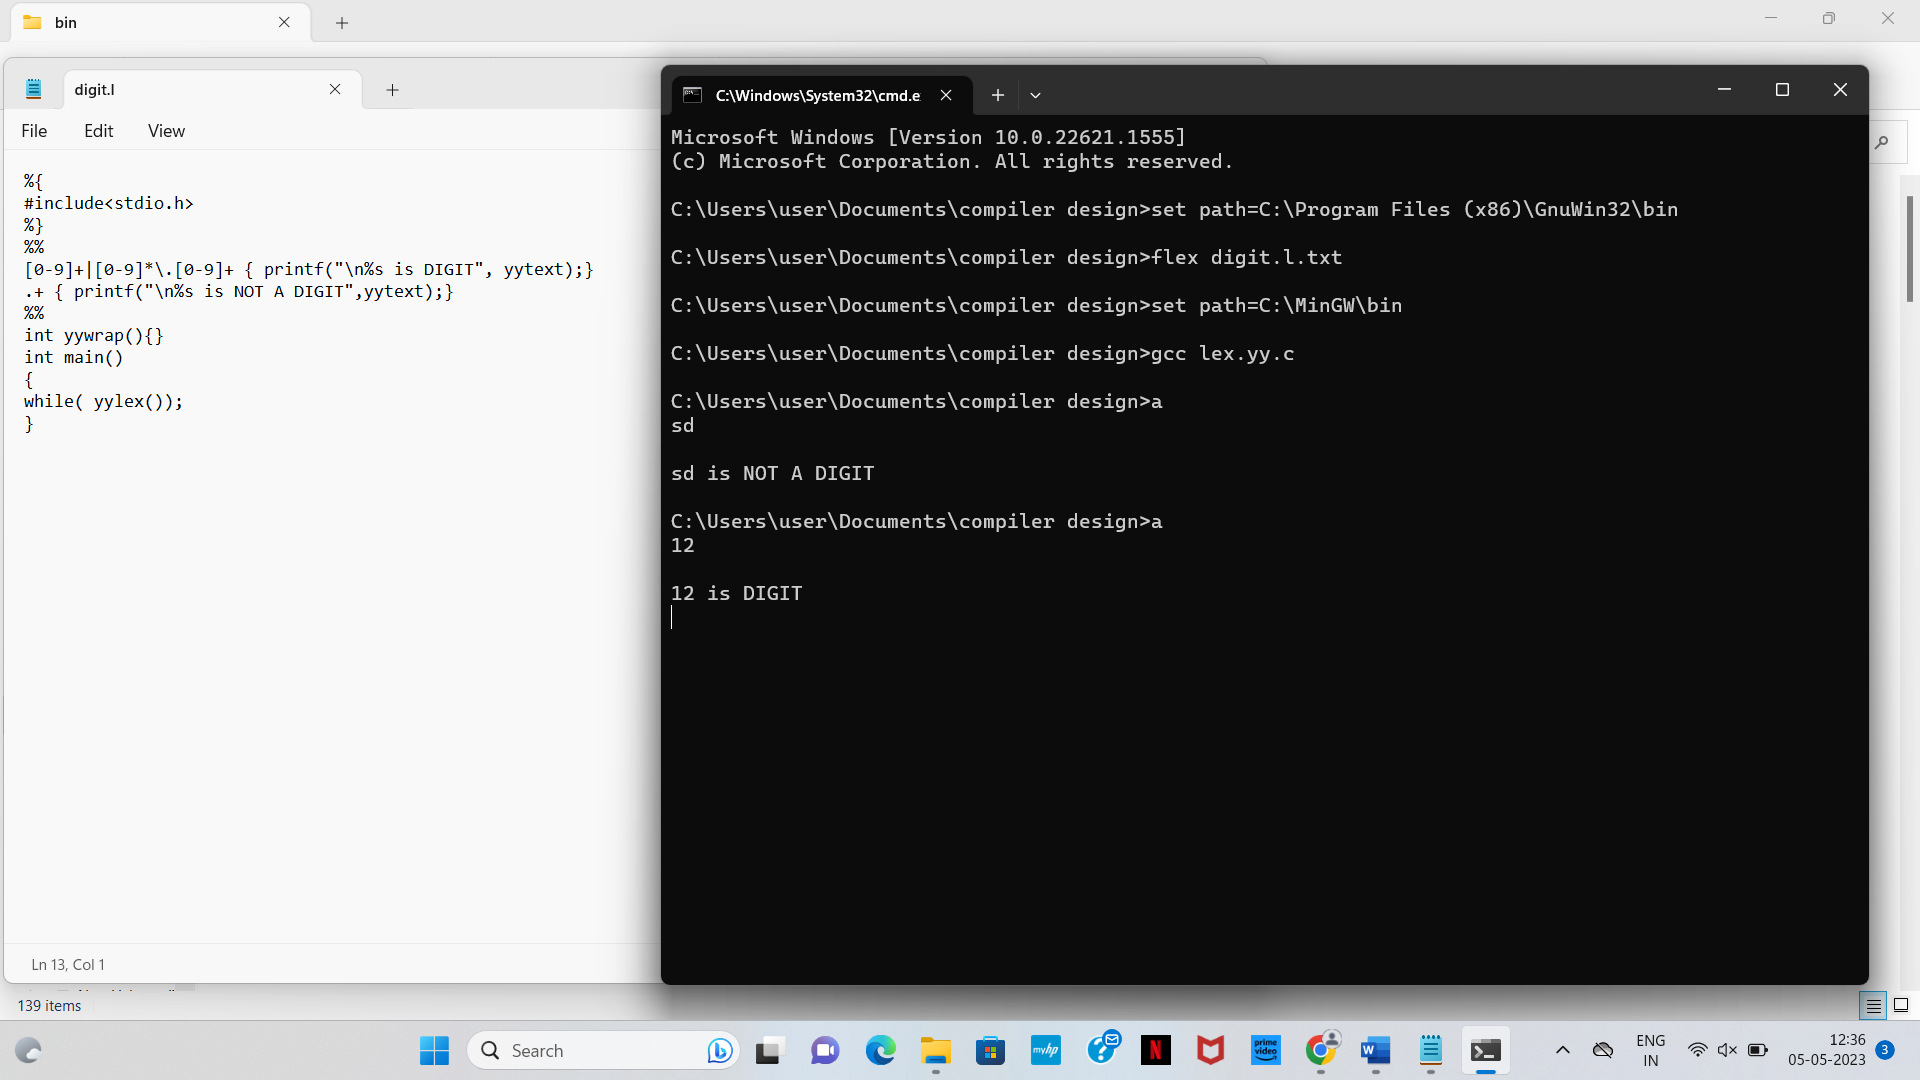 bin
digit.l
File Edit View
%{
#include<stdio.h>
%}
%%
[0-9]+|[0-9]*\.[0-9]+ { printf("\n%s is DIGIT", yytext);}
.+ { printf("\n%s is NOT A DIGIT",yytext);}
%%
int yywrap(){}
int main()
{
while( yylex());
}
Ln 13, Col 1
139 items
C:\Windows\System32\cmd.e
Microsoft Windows [Version 10.0.22621.1555]
(c) Microsoft Corporation. All rights reserved.
C:\Users\user\Documents\compiler design>set path=C:\Program Files (x86)\GnuWin32\bin
C:\Users\user\Documents\compiler design>flex digit.l.txt
C:\Users\user\Documents\compiler design>set path=C:\MinGW\bin
C:\Users\user\Documents\compiler design>gcc lex.yy.c
C:\Users\user\Documents\compiler design>a
sd
sd is NOT A DIGIT
C:\Users\user\Documents\compiler design>a
12
12 is DIGIT
Search
myhp
N
prime video
W
ENG
IN
12:36
05-05-2023
3